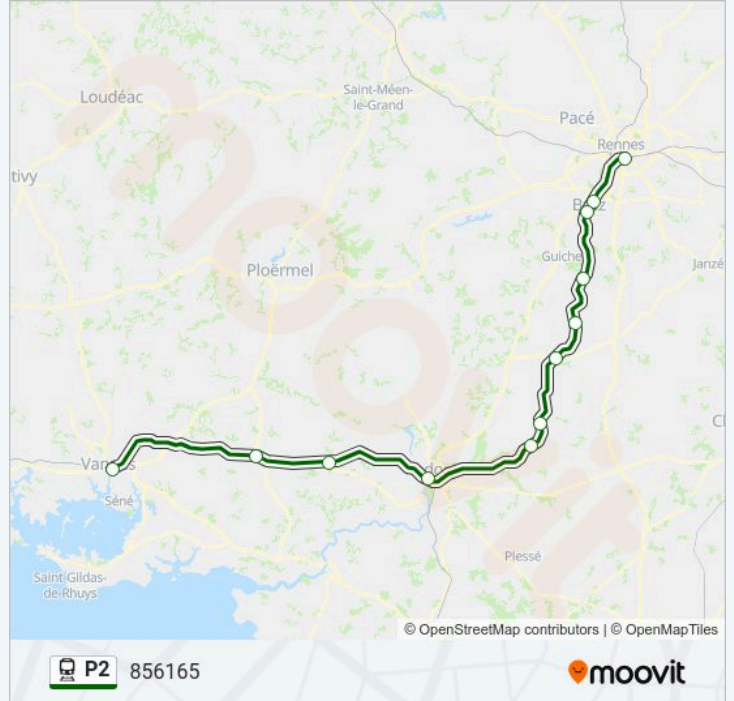 Loudéac
Saint-Méen-
le-Grand
Pacé
Rennes
tivy
Guiche
Janzé
Ploërmel
Séné
Plessé
Saint-Gildas-
de-Rhuys
© OpenStreetMap contributors | © OpenMapTiles
P2 856165
moovit